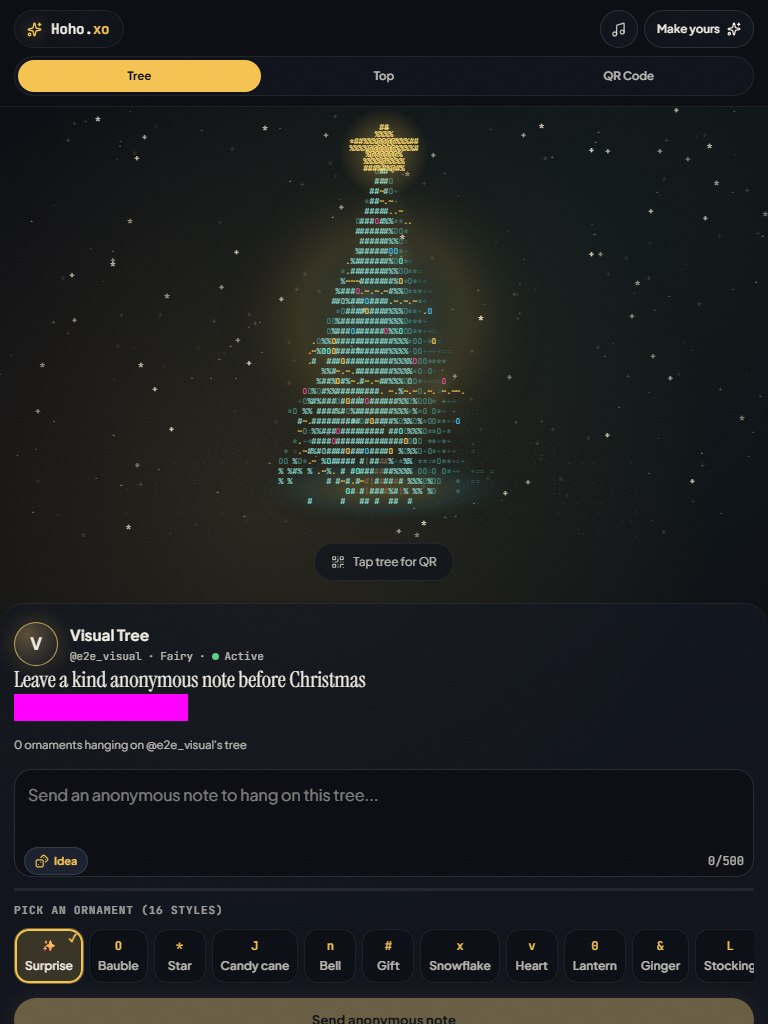 Hoho.xo
Make yours
Tree
Top
QR Code
Tap tree for QR
V
Visual Tree
@e2e_visual · Fairy · Active
Leave a kind anonymous note before Christmas
0 ornaments hanging on @e2e_visual's tree
Send an anonymous note to hang on this tree...
Idea
0/500
PICK AN ORNAMENT (16 STYLES)
Surprise
O Bauble
* Star
J Candy cane
n Bell
# Gift
x Snowflake
v Heart
0 Lantern
& Ginger
L Stocking
Send anonymous note